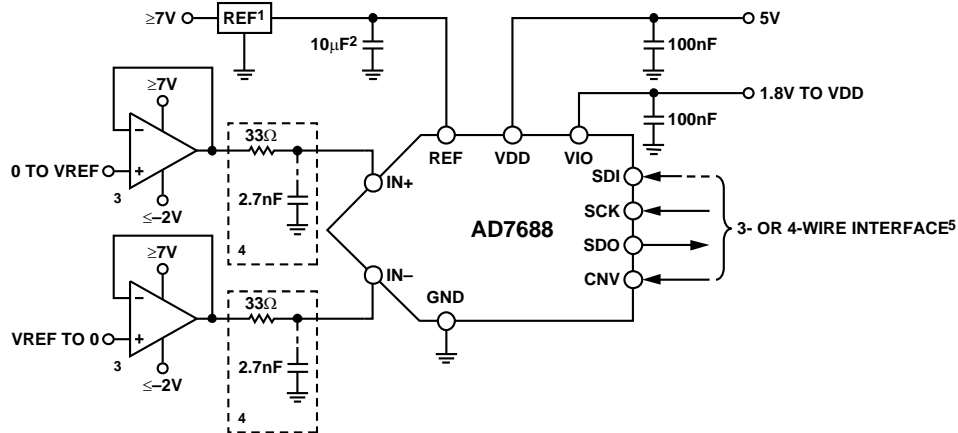 ≥7V
REF¹
10μF²
100nF
5V
1.8V TO VDD
100nF
≥7V
−
+
0 TO VREF
3
≤–2V
33Ω
2.7nF
4
REF
VDD
VIO
IN+
SDI
SCK
SDO
CNV
AD7688
3- OR 4-WIRE INTERFACE⁵
IN–
GND
≥7V
−
+
VREF TO 0
3
≤–2V
33Ω
2.7nF
4